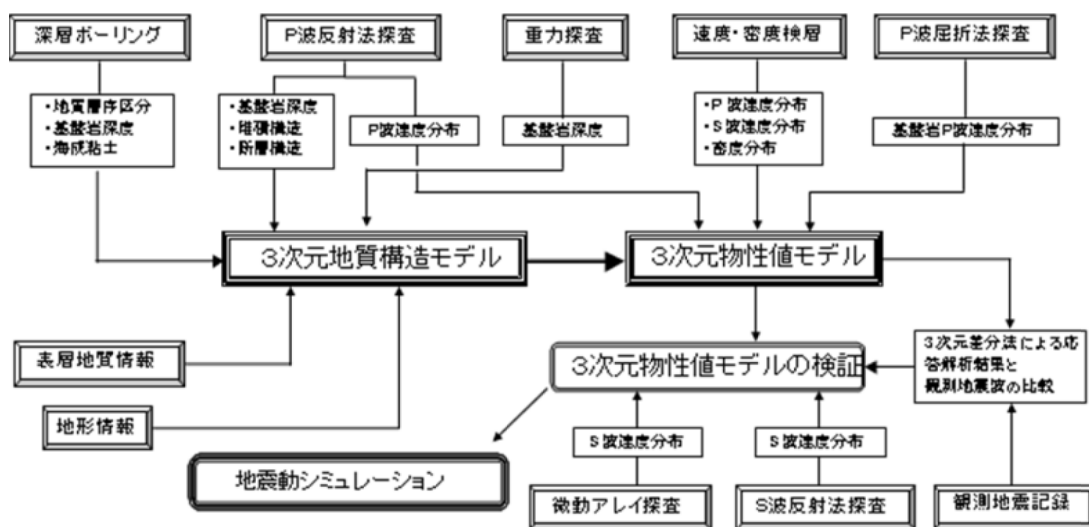 深層ボーリング
P波反射法探査
重力探査
速度・密度検層
P波屈折法探査
・地質層序区分
・基盤岩深度
・海成粘土
・基盤岩深度
・堆積構造
・断層構造
P波速度分布
基盤岩深度
・P波速度分布
・S波速度分布
・密度分布
基盤岩P波速度分布
3次元地質構造モデル
3次元物性値モデル
表層地質情報
地形情報
3次元物性値モデルの検証
3次元差分法による応
答解析結果と
観測地震波の比較
S波速度分布
S波速度分布
地震動シミュレーション
微動アレイ探査
S波反射法探査
観測地震記録